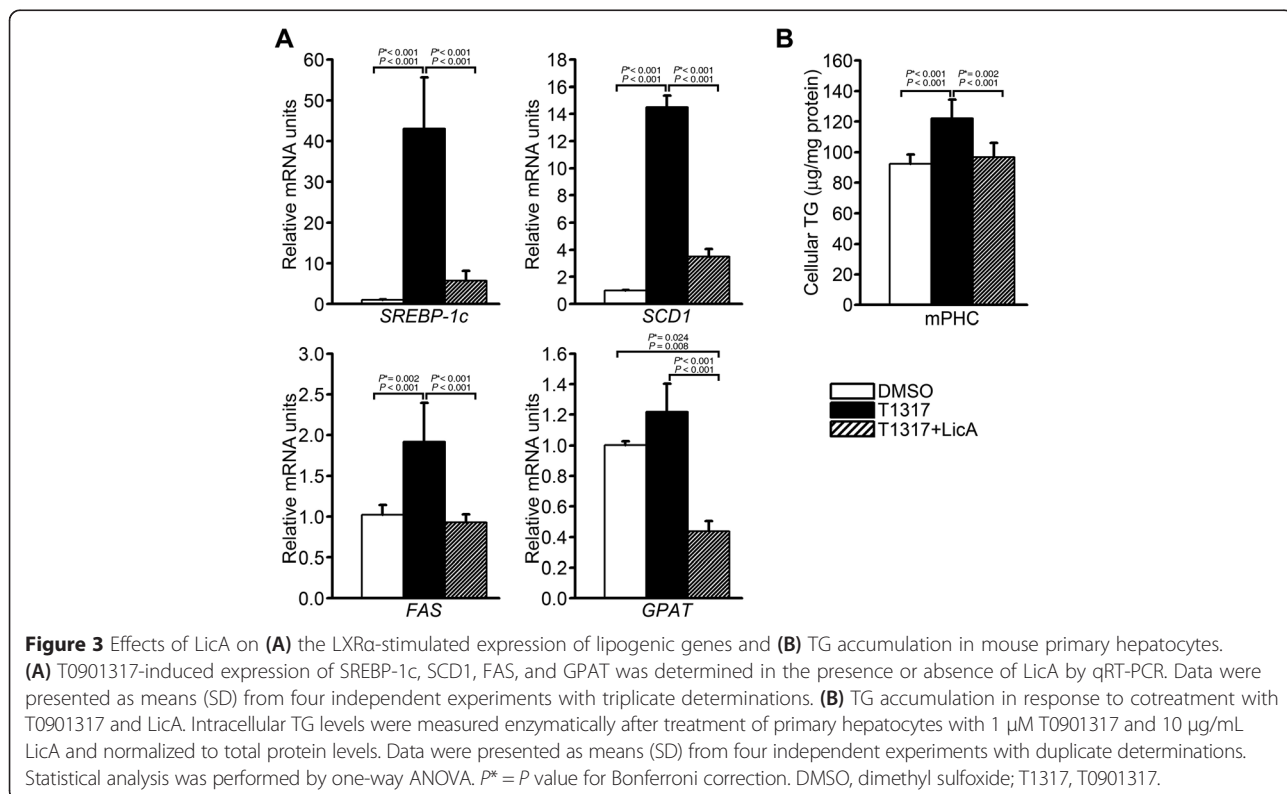 A
B
P*< 0.001
P< 0.001
P*< 0.001
P< 0.001
60
50
40
30
20
10
0
Relative mRNA units
SREBP-1c
P*< 0.001
P< 0.001
P*< 0.001
P< 0.001
16
14
12
10
8
6
4
2
0
Relative mRNA units
SCD1
P*< 0.001
P< 0.001
P*= 0.002
P< 0.001
160
140
120
100
80
60
40
20
0
Cellular TG (µg/mg protein)
mPHC
P*= 0.002
P< 0.001
P*< 0.001
P< 0.001
3.0
2.5
2.0
1.5
1.0
0.5
0.0
Relative mRNA units
FAS
P*= 0.024
P= 0.008
P*< 0.001
P< 0.001
1.6
1.4
1.2
1.0
0.8
0.6
0.4
0.2
0.0
Relative mRNA units
GPAT
DMSO
T1317
T1317+LicA
Figure 3 Effects of LicA on (A) the LXRα-stimulated expression of lipogenic genes and (B) TG accumulation in mouse primary hepatocytes.
(A) T0901317-induced expression of SREBP-1c, SCD1, FAS, and GPAT was determined in the presence or absence of LicA by qRT-PCR. Data were
presented as means (SD) from four independent experiments with triplicate determinations. (B) TG accumulation in response to cotreatment with
T0901317 and LicA. Intracellular TG levels were measured enzymatically after treatment of primary hepatocytes with 1 µM T0901317 and 10 µg/mL
LicA and normalized to total protein levels. Data were presented as means (SD) from four independent experiments with duplicate determinations.
Statistical analysis was performed by one-way ANOVA. P* = P value for Bonferroni correction. DMSO, dimethyl sulfoxide; T1317, T0901317.